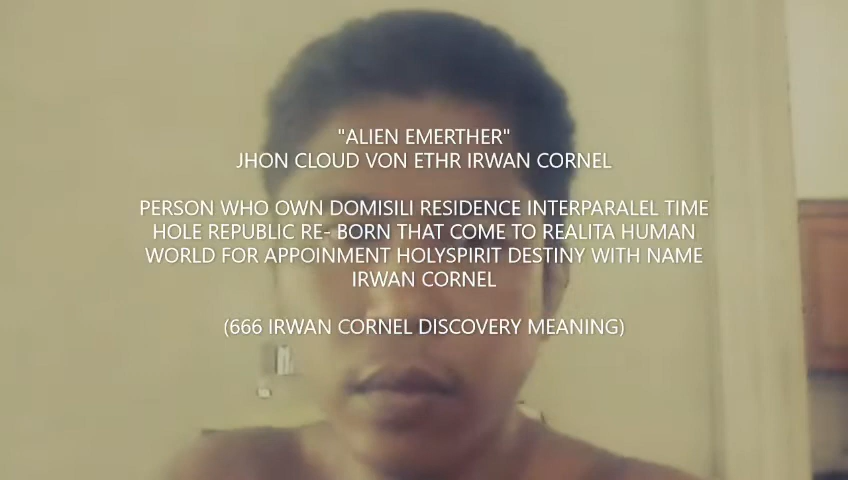 "ALIEN EMERTHER"
JHON CLOUD VON ETHR IRWAN CORNEL
PERSON WHO OWN DOMISILI RESIDENCE INTERPARALEL TIME
HOLE REPUBLIC RE- BORN THAT COME TO REALITA HUMAN
WORLD FOR APPOINMENT HOLYSPIRIT DESTINY WITH NAME
IRWAN CORNEL
(666 IRWAN CORNEL DISCOVERY MEANING)